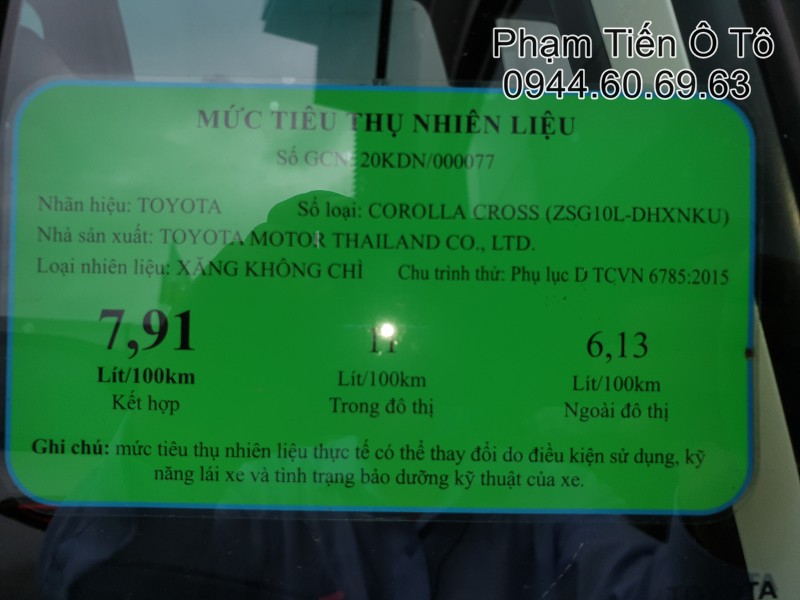 Phạm Tiến Ô Tô
0944.60.69.63
MỨC TIÊU THỤ NHIÊN LIỆU
Số GCN: 20KDN/000077
Nhãn hiệu: TOYOTA Số loại: COROLLA CROSS (ZSG10L-DHXNKU)
Nhà sản xuất: TOYOTA MOTOR THAILAND CO., LTD.
Loại nhiên liệu: XĂNG KHÔNG CHÌ Chu trình thử: Phụ lục D TCVN 6785:2015
7,91 11 6,13
Lít/100km Lít/100km Lít/100km
Kết hợp Trong đô thị Ngoài đô thị
Ghi chú: mức tiêu thụ nhiên liệu thực tế có thể thay đổi do điều kiện sử dụng, kỹ
năng lái xe và tình trạng bảo dưỡng kỹ thuật của xe.
TOYOTA